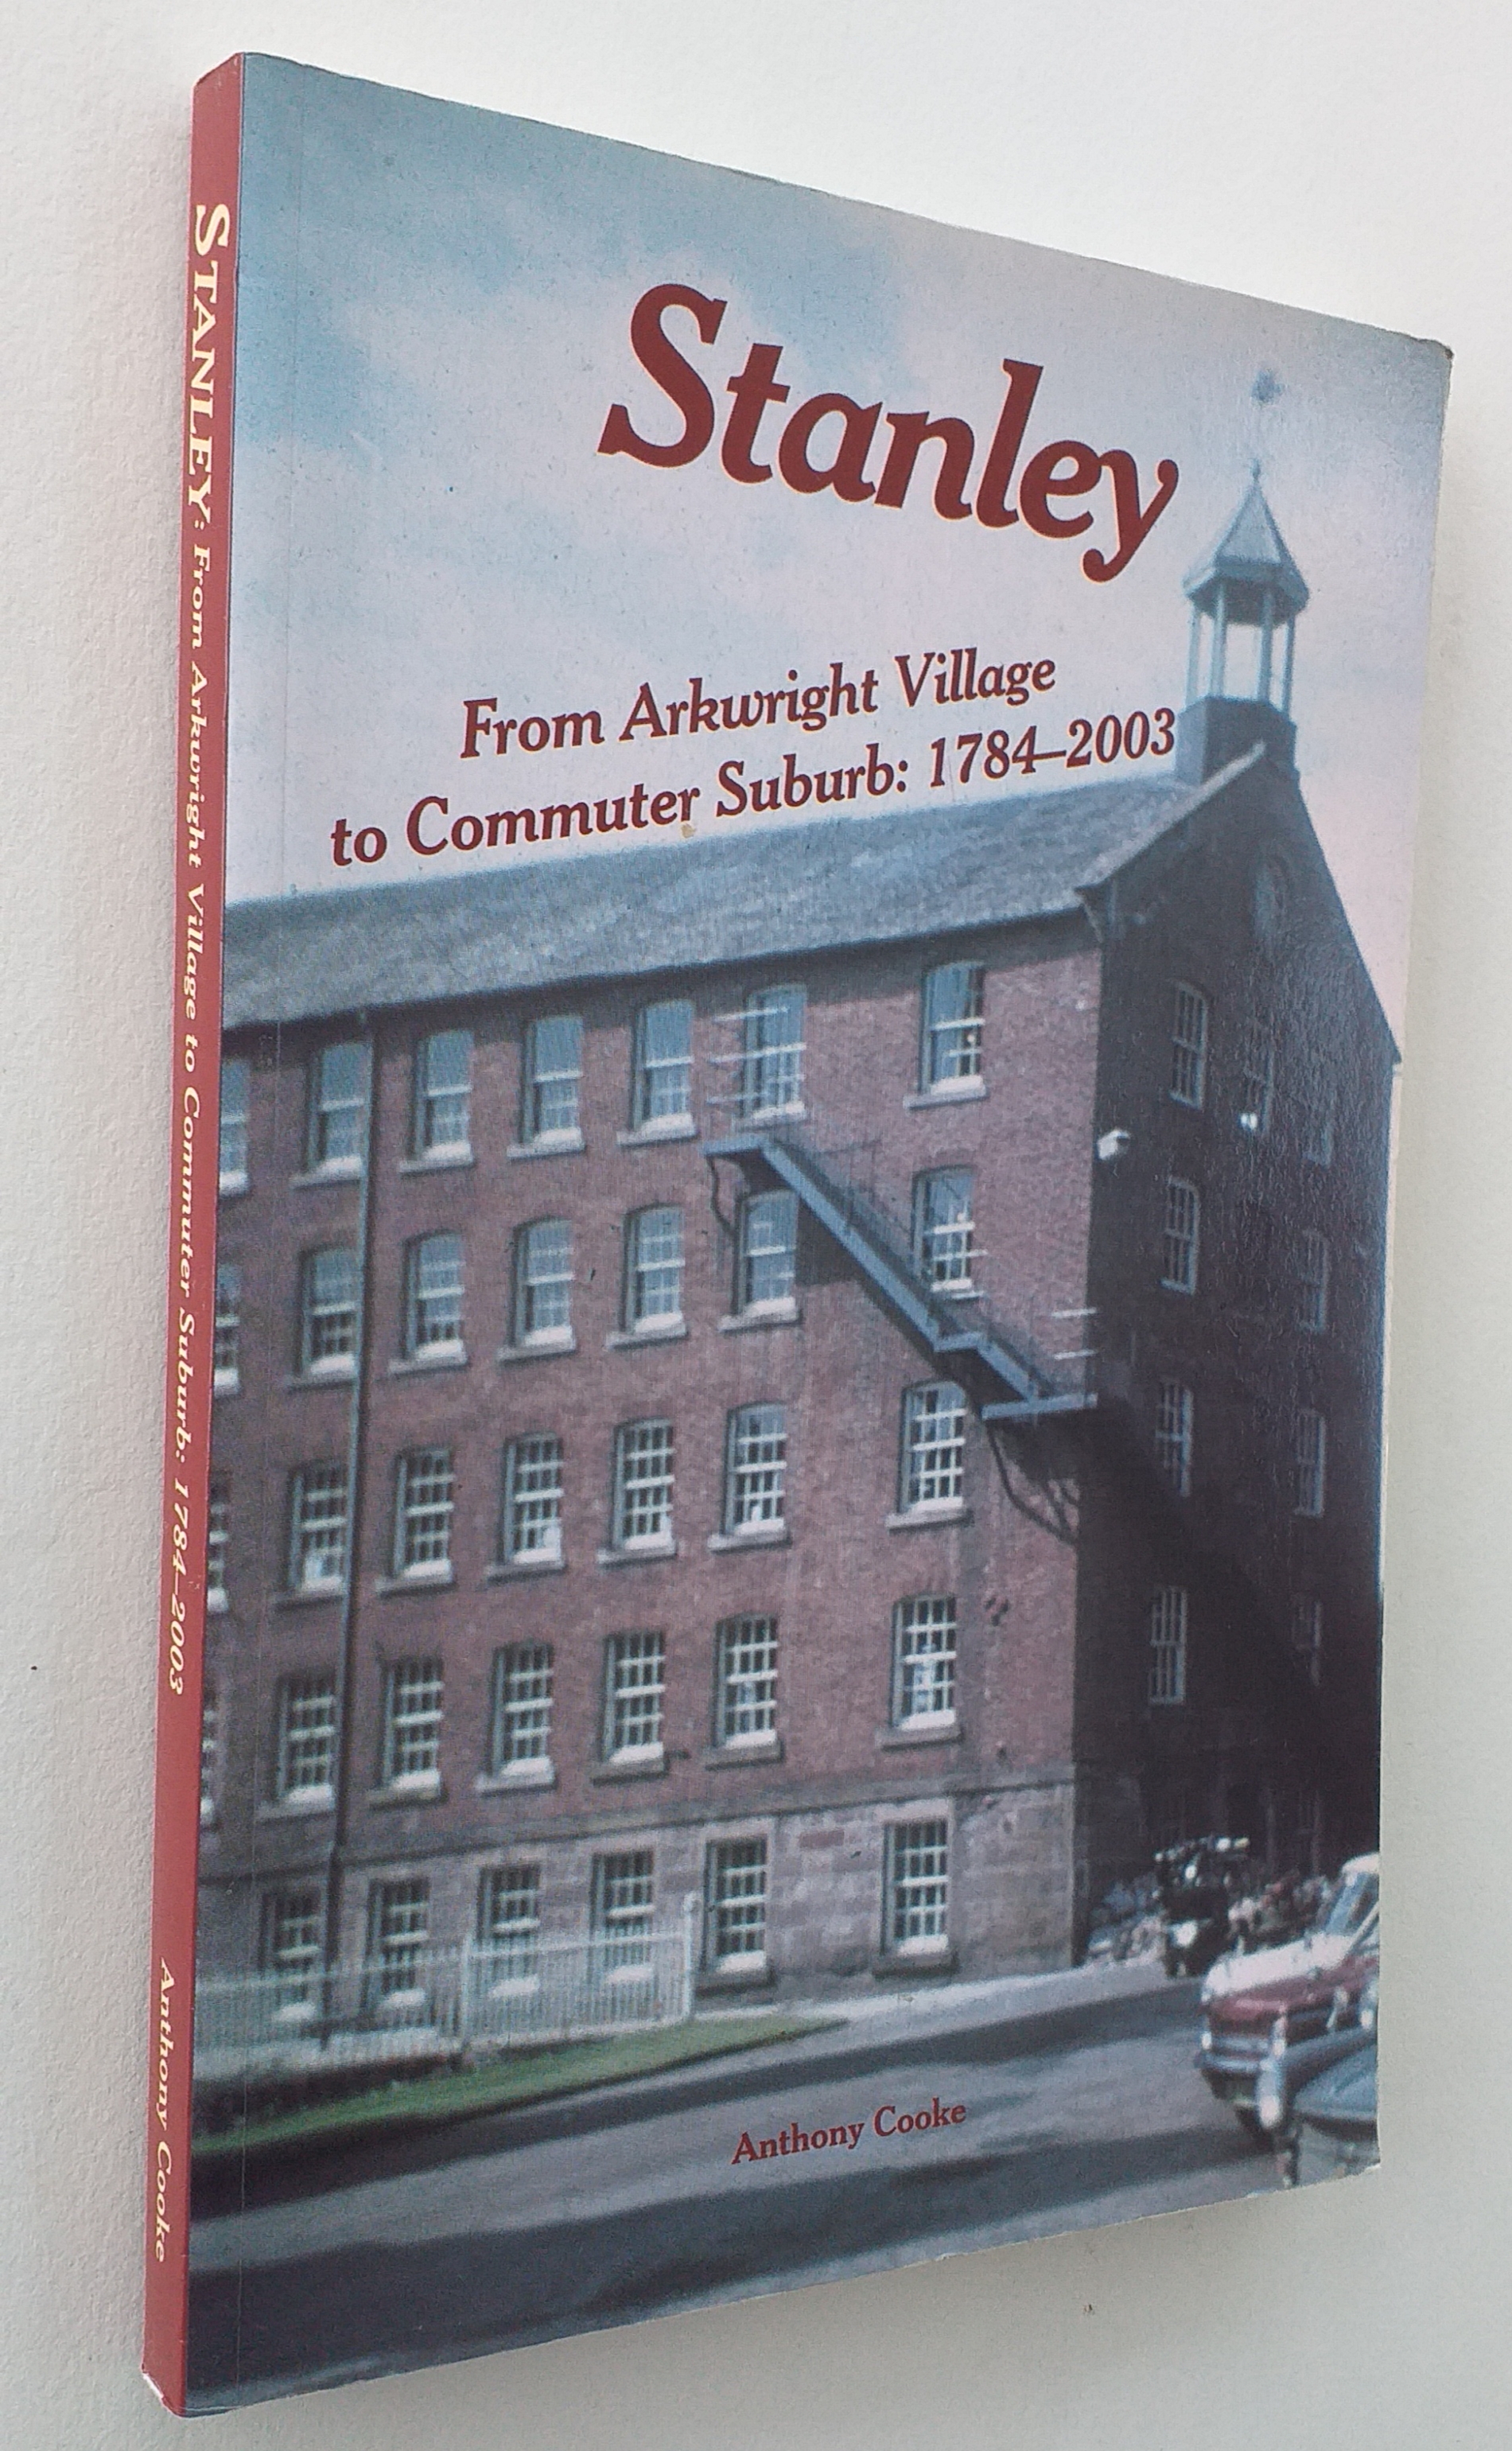 Stanley
From Arkwright Village
to Commuter Suburb: 1784–2003
Anthony Cooke
STANLEY: From Arkwright Village to Commuter Suburb: 1784–2003 Anthony Cooke